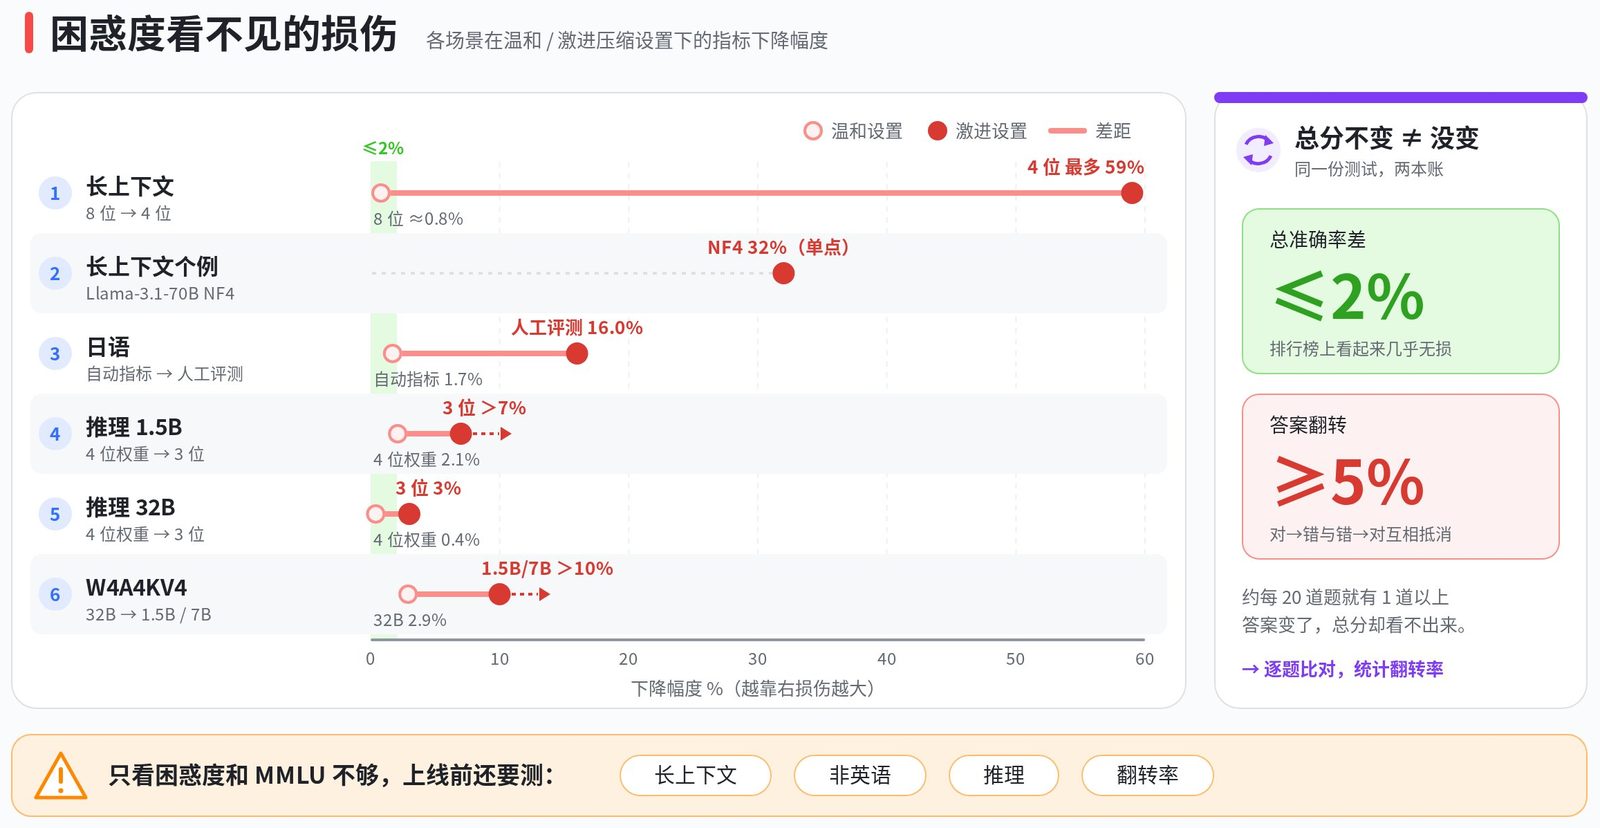 困惑度看不见的损伤
各场景在温和 / 激进压缩设置下的指标下降幅度
温和设置
激进设置
差距
≤2%
1
长上下文
8 位 → 4 位
4 位 最多 59%
8 位 ≈0.8%
2
长上下文个例
Llama-3.1-70B NF4
NF4 32%（单点）
3
日语
自动指标 → 人工评测
人工评测 16.0%
自动指标 1.7%
4
推理 1.5B
4 位权重 → 3 位
3 位 >7%
4 位权重 2.1%
5
推理 32B
4 位权重 → 3 位
3 位 3%
4 位权重 0.4%
6
W4A4KV4
32B → 1.5B / 7B
1.5B/7B >10%
32B 2.9%
0 10 20 30 40 50 60
下降幅度 %（越靠右损伤越大）
总分不变 ≠ 没变
同一份测试，两本账
总准确率差
≤2%
排行榜上看起来几乎无损
答案翻转
≥5%
对→错与错→对互相抵消
约每 20 道题就有 1 道以上
答案变了，总分却看不出来。
→ 逐题比对，统计翻转率
只看困惑度和 MMLU 不够，上线前还要测：
长上下文
非英语
推理
翻转率